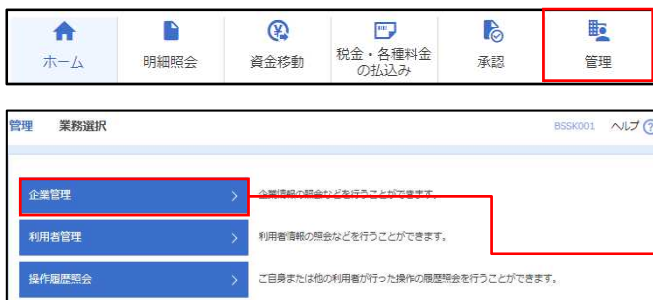 ホーム
明細照会
資金移動
税金・各種料金
の払込み
承認
管理
管理 業務選択 BSSK001 ヘルプ
企業管理 企業情報の照会などを行うことができます。
利用者管理 利用者情報の照会などを行うことができます。
操作履歴照会 ご自身または他の利用者が行った操作の履歴照会を行うことができます。